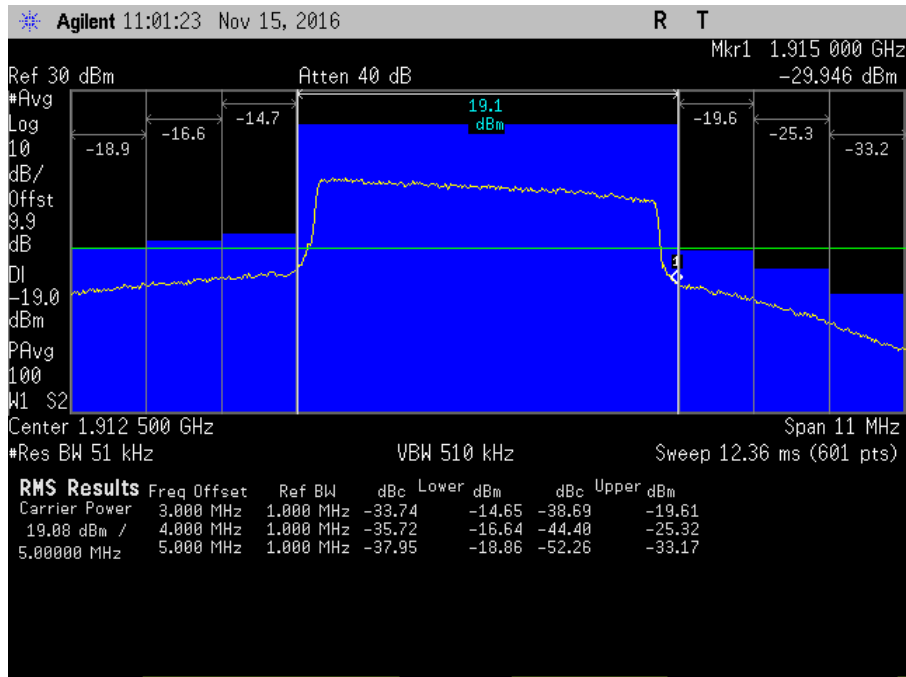 Agilent 11:01:23 Nov 15, 2016 R T
Mkr1 1.915 000 GHz
Ref 30 dBm Atten 40 dB -29.946 dBm
#Avg
Log
10
dB/
Offst
9.9
dB
DI
-19.0
dBm
PAvg
100
W1 S2
-18.9
-16.6
-14.7
19.1
dBm
-19.6
-25.3
-33.2
1
Center 1.912 500 GHz Span 11 MHz
#Res BW 51 kHz VBW 510 kHz Sweep 12.36 ms (601 pts)
RMS Results Freq Offset Ref BW dBc Lower dBm dBc Upper dBm
Carrier Power 3.000 MHz 1.000 MHz -33.74 -14.65 -38.69 -19.61
19.08 dBm / 4.000 MHz 1.000 MHz -35.72 -16.64 -44.40 -25.32
5.00000 MHz 5.000 MHz 1.000 MHz -37.95 -18.86 -52.26 -33.17